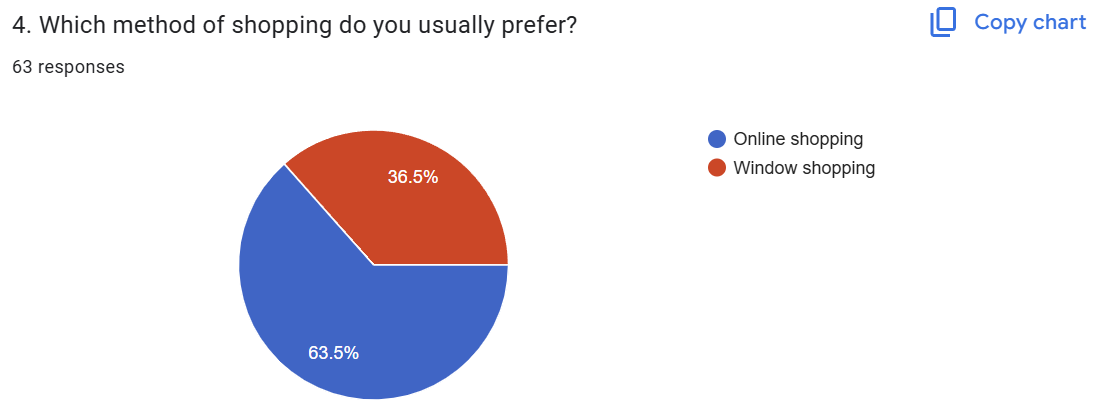 4. Which method of shopping do you usually prefer?
Copy chart
63 responses
Online shopping
Window shopping
36.5%
63.5%